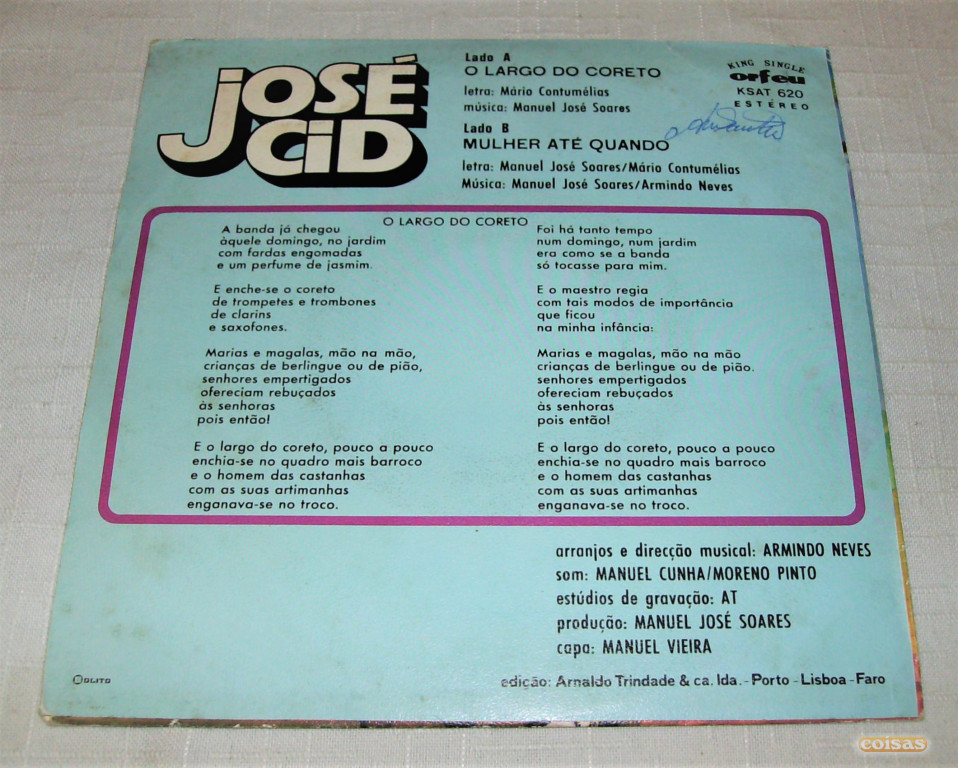 JOSÉ
CID
Lado A
O LARGO DO CORETO
letra: Mário Contumélias
música: Manuel José Soares
Lado B
MULHER ATÉ QUANDO
letra: Manuel José Soares/Mário Contumélias
Música: Manuel José Soares/Armindo Neves
KING SINGLE
orfeu
KSAT 620
ESTÉREO
O LARGO DO CORETO
A banda já chegou
àquele domingo, no jardim
com fardas engomadas
e um perfume de jasmim.
E enche-se o coreto
de trompetes e trombones
de clarins
e saxofones.
Marias e magalas, mão na mão,
crianças de berlingue ou de pião,
senhores empertigados
ofereciam rebuçados
às senhoras
pois então!
E o largo do coreto, pouco a pouco
enchia-se no quadro mais barroco
e o homem das castanhas
com as suas artimanhas
enganava-se no troco.
Foi há tanto tempo
num domingo, num jardim
era como se a banda
só tocasse para mim.
E o maestro regia
com tais modos de importância
que ficou
na minha infância:
Marias e magalas, mão na mão
crianças de berlingue ou de pião.
senhores empertigados
ofereciam rebuçados
às senhoras
pois então!
E o largo do coreto, pouco a pouco
enchia-se no quadro mais barroco
e o homem das castanhas
com as suas artimanhas
enganava-se no troco.
arranjos e direcção musical: ARMINDO NEVES
som: MANUEL CUNHA/MORENO PINTO
estúdios de gravação: AT
produção: MANUEL JOSÉ SOARES
capa: MANUEL VIEIRA
edição: Arnaldo Trindade & ca. lda.-Porto-Lisboa-Faro
coisas